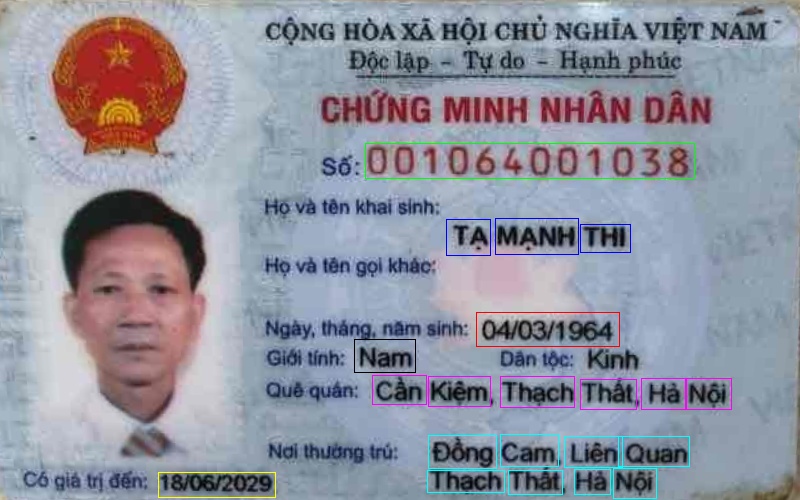 CỘNG HÒA XÃ HỘI CHỦ NGHĨA VIỆT NAM
Độc lập - Tự do - Hạnh phúc
CHỨNG MINH NHÂN DÂN
Số: 001064001038
Họ và tên khai sinh:
TẠ MẠNH THI
Họ và tên gọi khác:
Ngày, tháng, năm sinh: 04/03/1964
Giới tính: Nam Dân tộc: Kinh
Quê quán: Cần Kiệm, Thạch Thất, Hà Nội
Nơi thường trú: Đồng Cam, Liên Quan
Thạch Thất, Hà Nội
Có giá trị đến: 18/06/2029